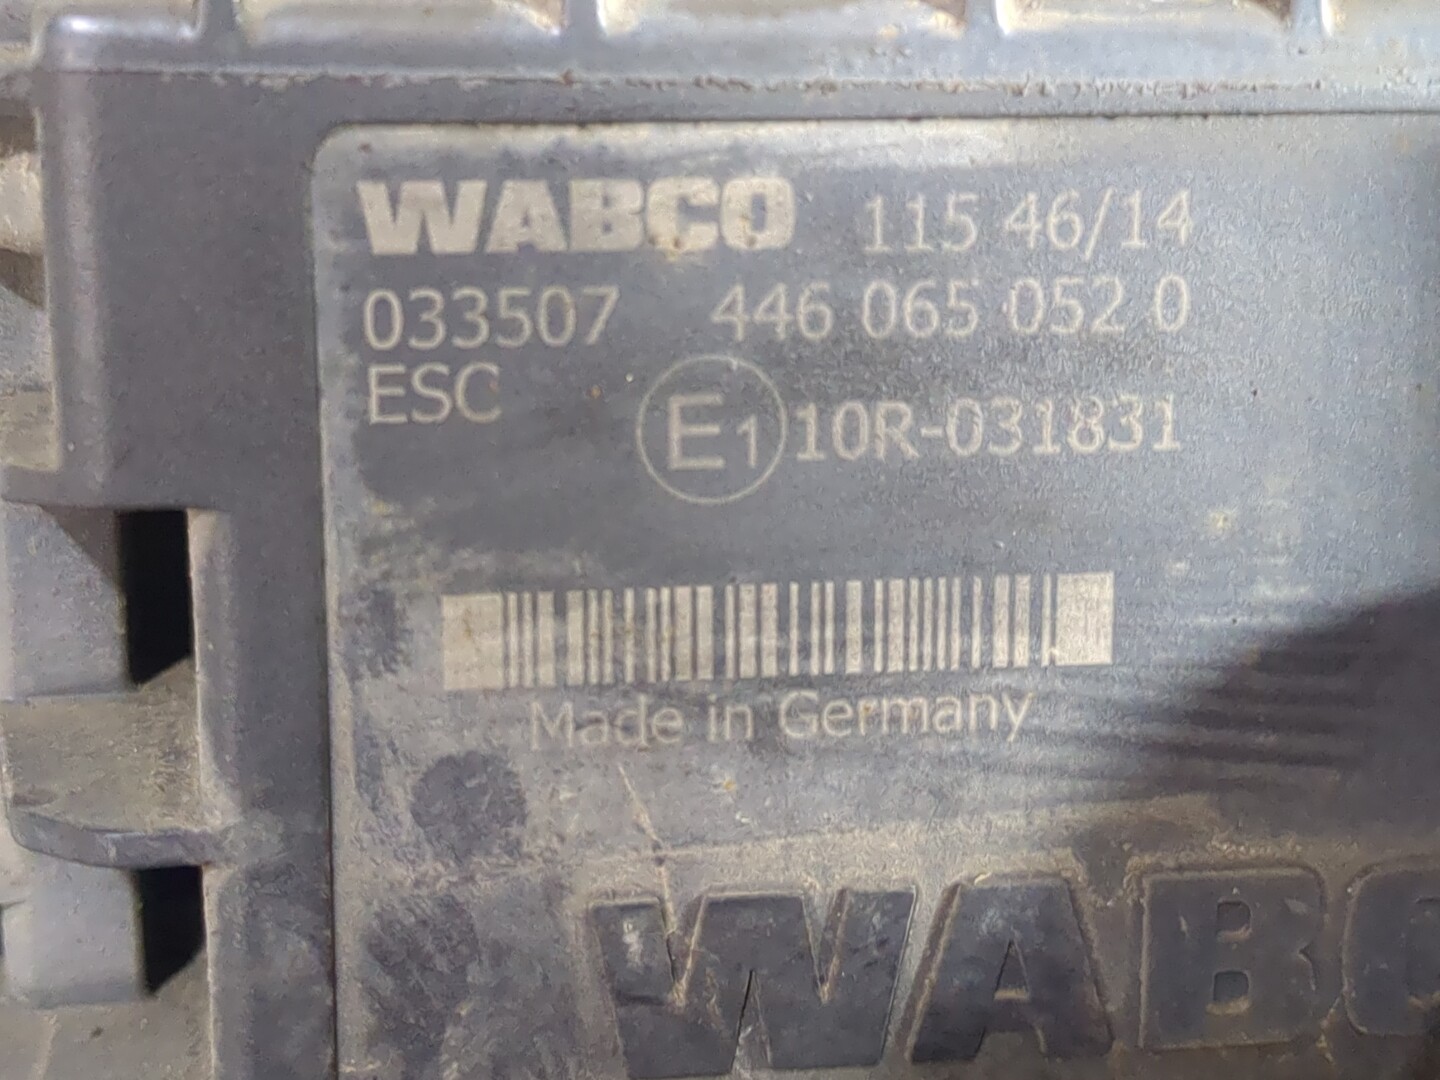 WABCO 115 46/14
033507 446 065 052 0
ESC
E1 10R-031831
Made in Germany
WABC